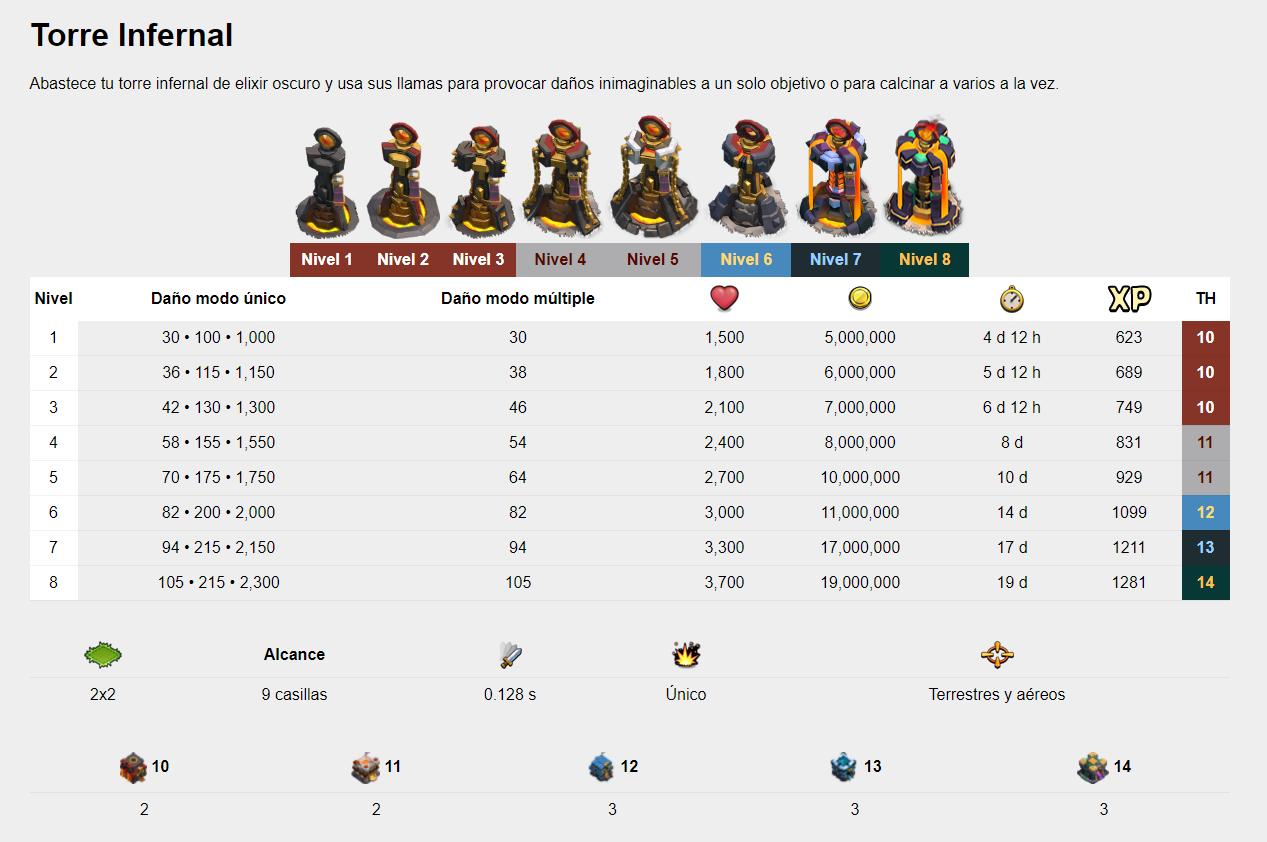 Torre Infernal
Abastece tu torre infernal de elixir oscuro y usa sus llamas para provocar daños inimaginables a un solo objetivo o para calcinar a varios a la vez.
Nivel 1 Nivel 2 Nivel 3 Nivel 4 Nivel 5 Nivel 6 Nivel 7 Nivel 8
Nivel Daño modo único Daño modo múltiple XP TH
1 30 • 100 • 1,000 30 1,500 5,000,000 4 d 12 h 623 10
2 36 • 115 • 1,150 38 1,800 6,000,000 5 d 12 h 689 10
3 42 • 130 • 1,300 46 2,100 7,000,000 6 d 12 h 749 10
4 58 • 155 • 1,550 54 2,400 8,000,000 8 d 831 11
5 70 • 175 • 1,750 64 2,700 10,000,000 10 d 929 11
6 82 • 200 • 2,000 82 3,000 11,000,000 14 d 1099 12
7 94 • 215 • 2,150 94 3,300 17,000,000 17 d 1211 13
8 105 • 215 • 2,300 105 3,700 19,000,000 19 d 1281 14
Alcance
2x2 9 casillas 0.128 s Único Terrestres y aéreos
10 11 12 13 14
2 2 3 3 3